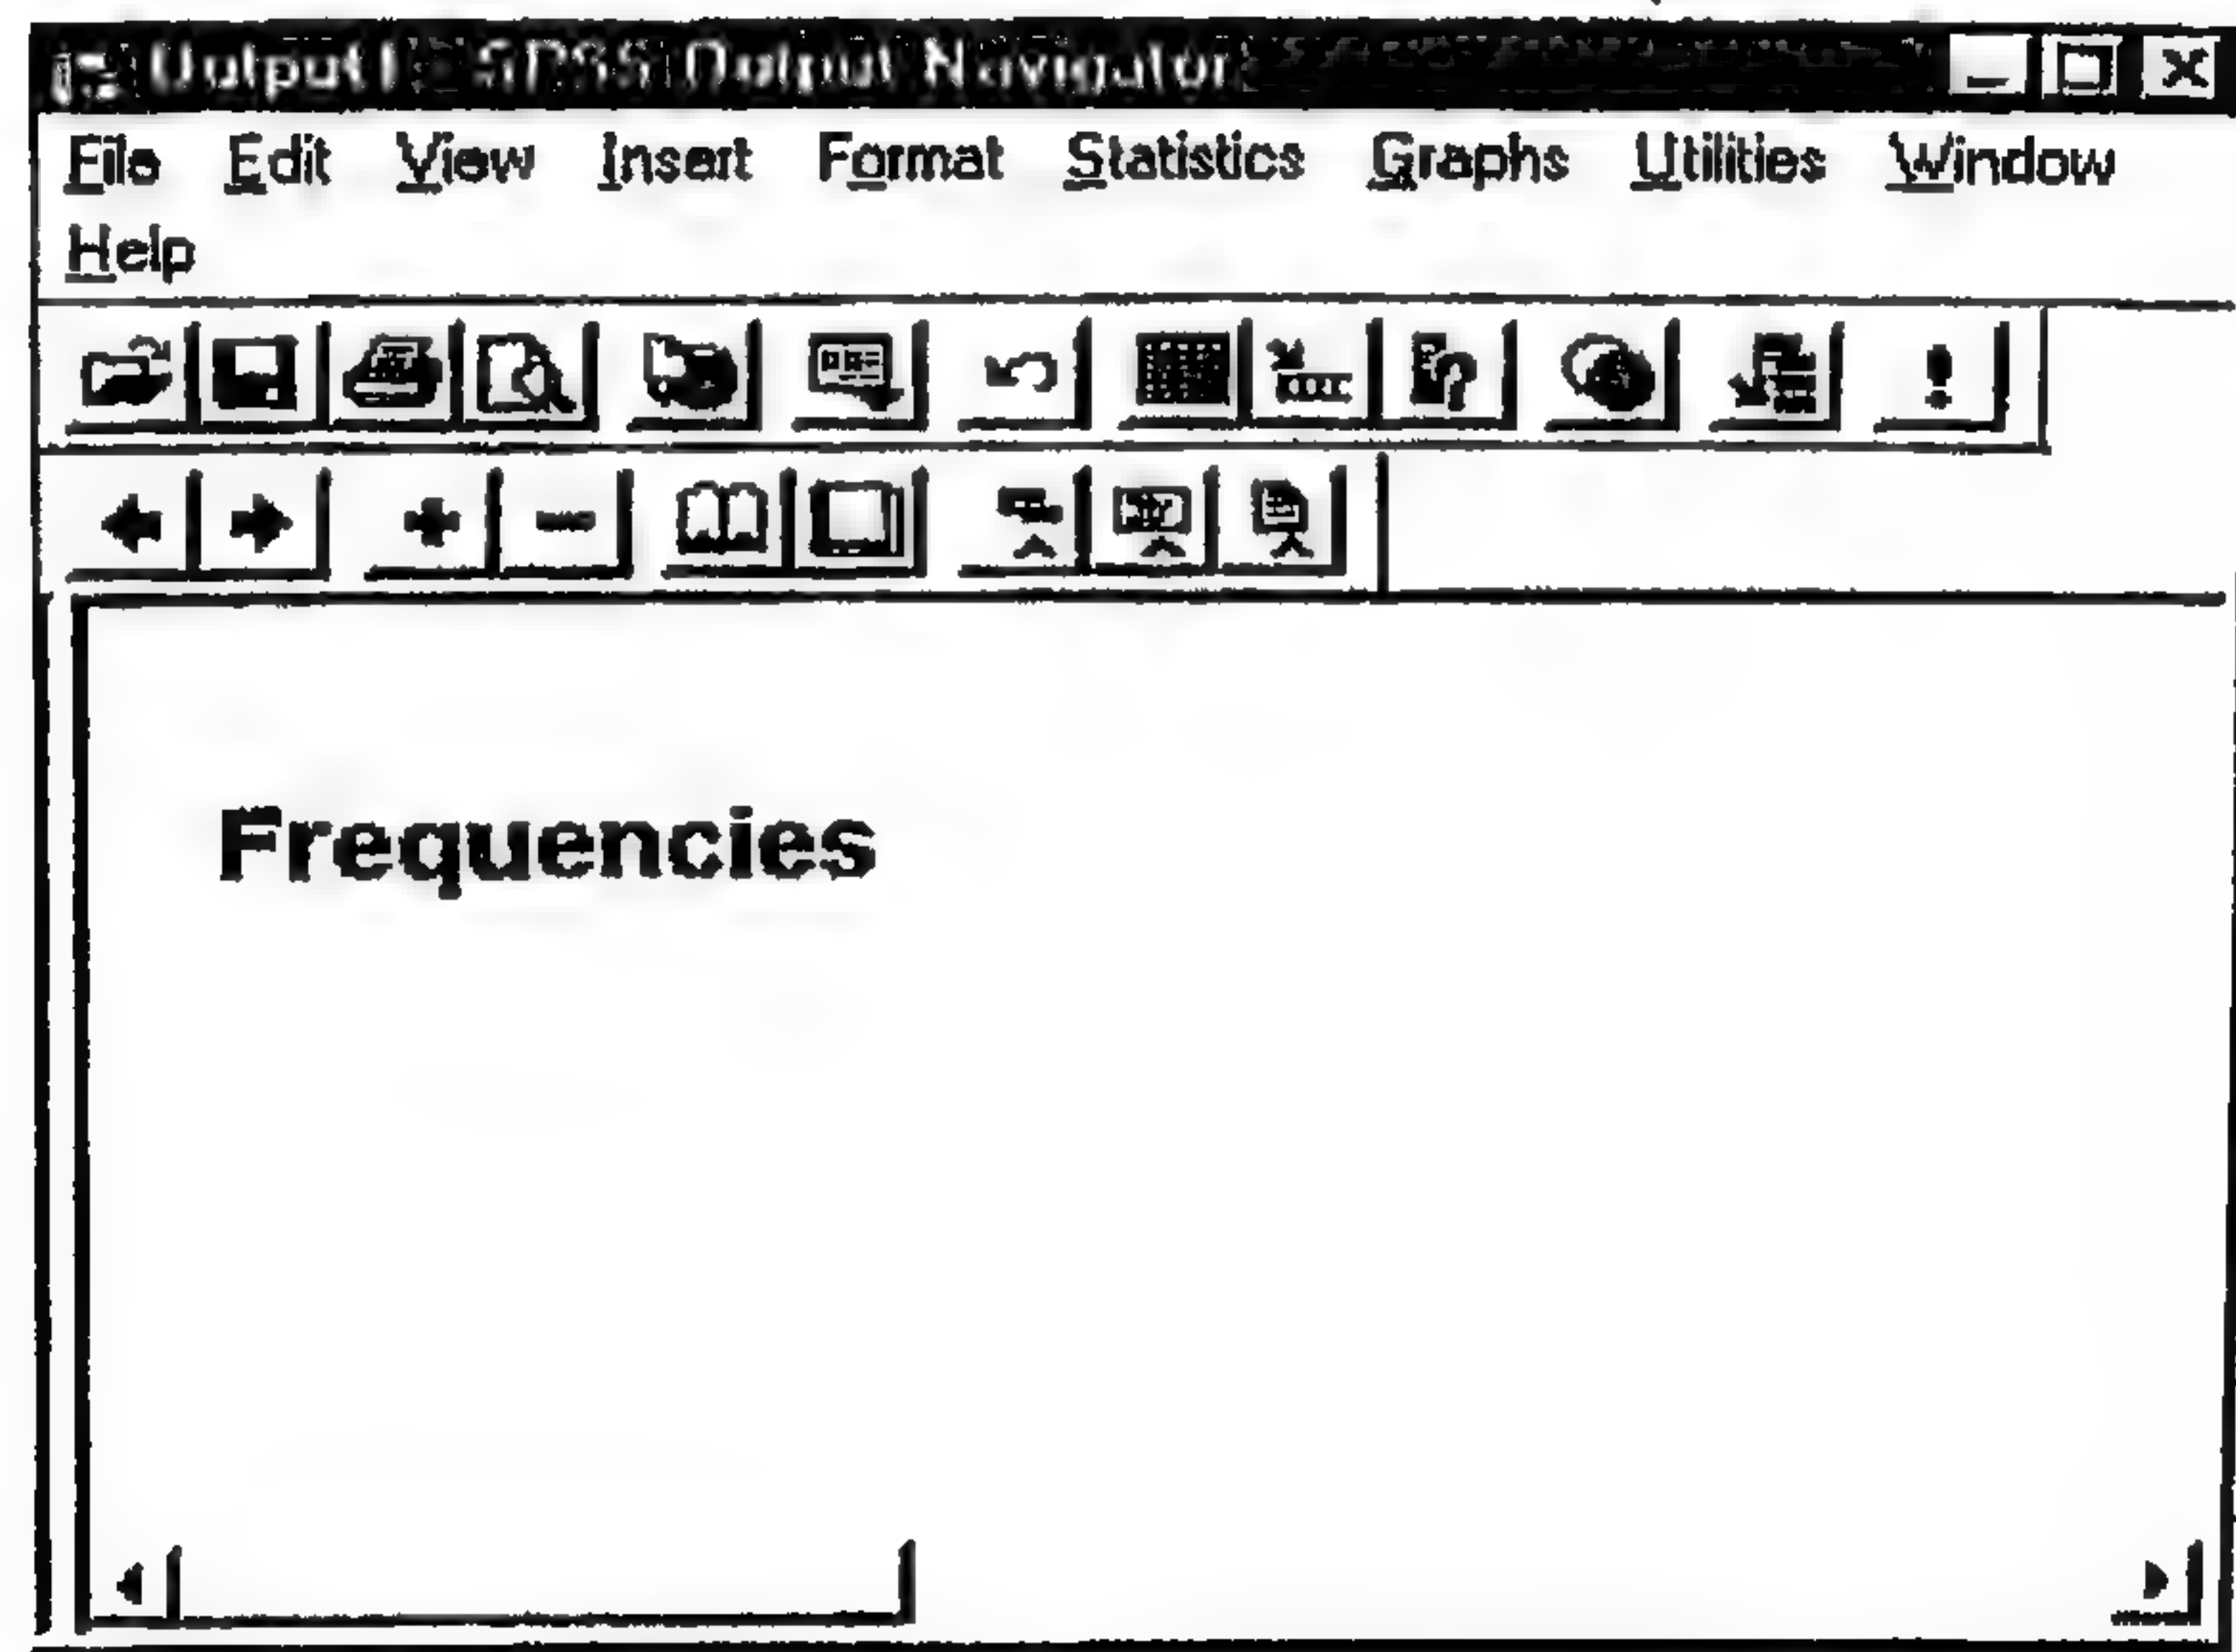 Output1 - SPSS Output Navigator
File Edit View Insert Format Statistics Graphs Utilities Window
Help
Frequencies